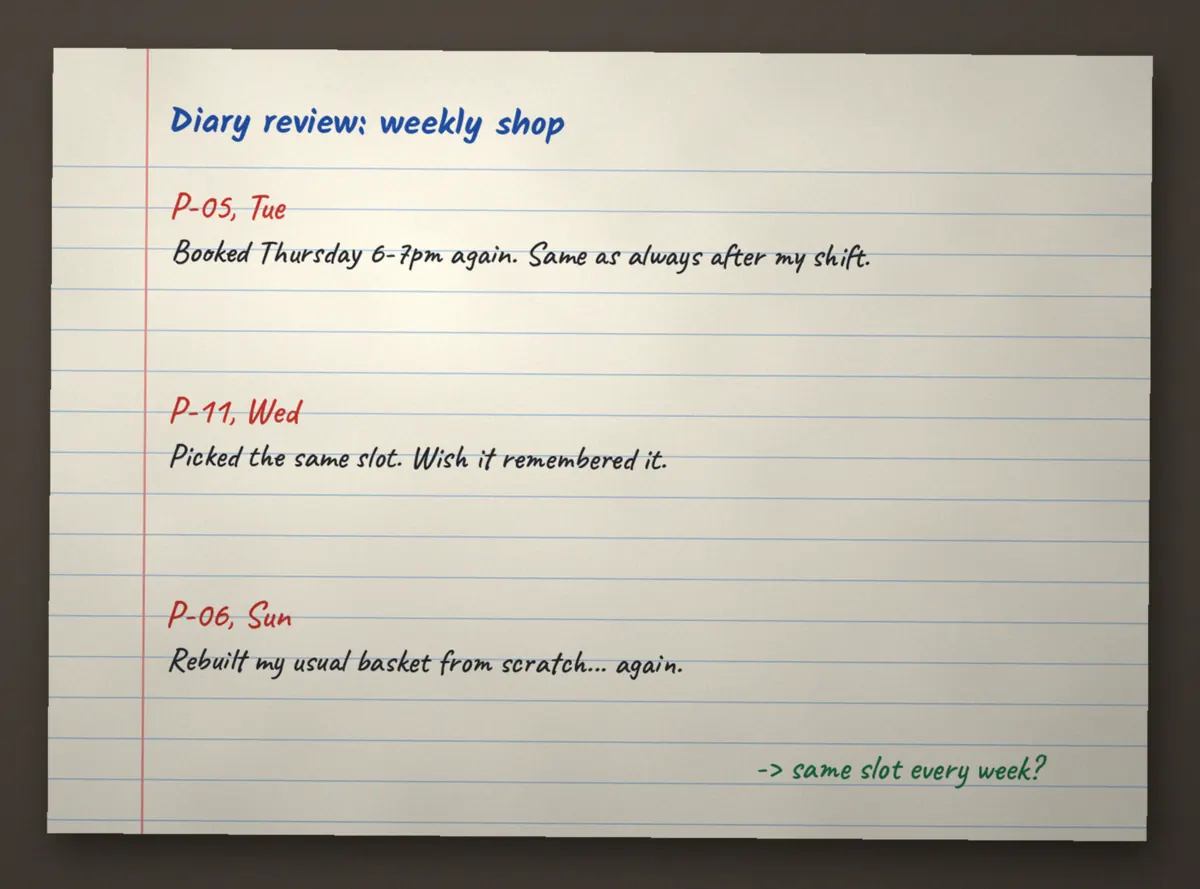 Diary review: weekly shop
P-05, Tue
Booked Thursday 6-7pm again. Same as always after my shift.
P-11, Wed
Picked the same slot. Wish it remembered it.
P-06, Sun
Rebuilt my usual basket from scratch... again.
-> same slot every week?